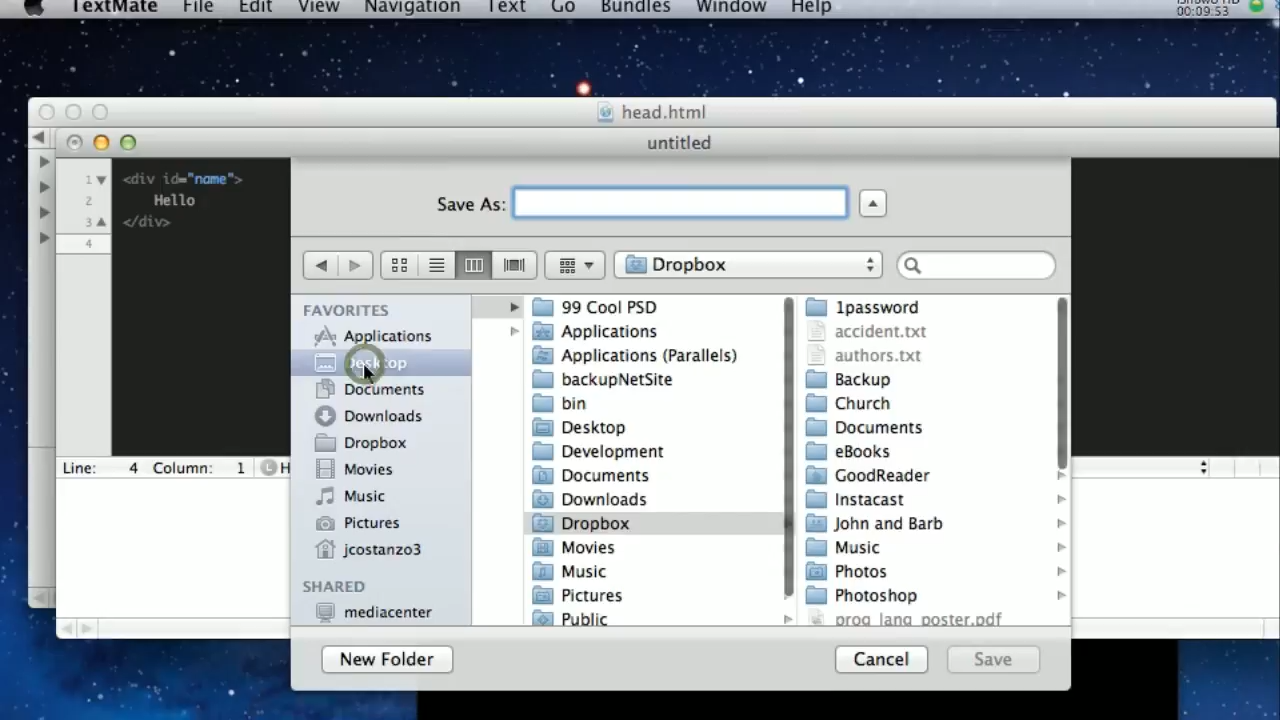 TextMate File Edit View Navigation Text Go Bundles Window Help
00:09.53
head.html
untitled
1 <div id="name">
2 Hello
3 </div>
4
Save As:
Dropbox
FAVORITES
Applications
Desktop
Documents
Downloads
Dropbox
Movies
Music
Pictures
jcostanzo3
SHARED
mediacenter
99 Cool PSD
Applications
Applications (Parallels)
backupNetSite
bin
Desktop
Development
Documents
Downloads
Dropbox
Movies
Music
Pictures
Public
1password
accident.txt
authors.txt
Backup
Church
Documents
eBooks
GoodReader
Instacast
John and Barb
Music
Photos
Photoshop
prog_lang_poster.pdf
Line: 4 Column: 1 L H
New Folder
Cancel
Save